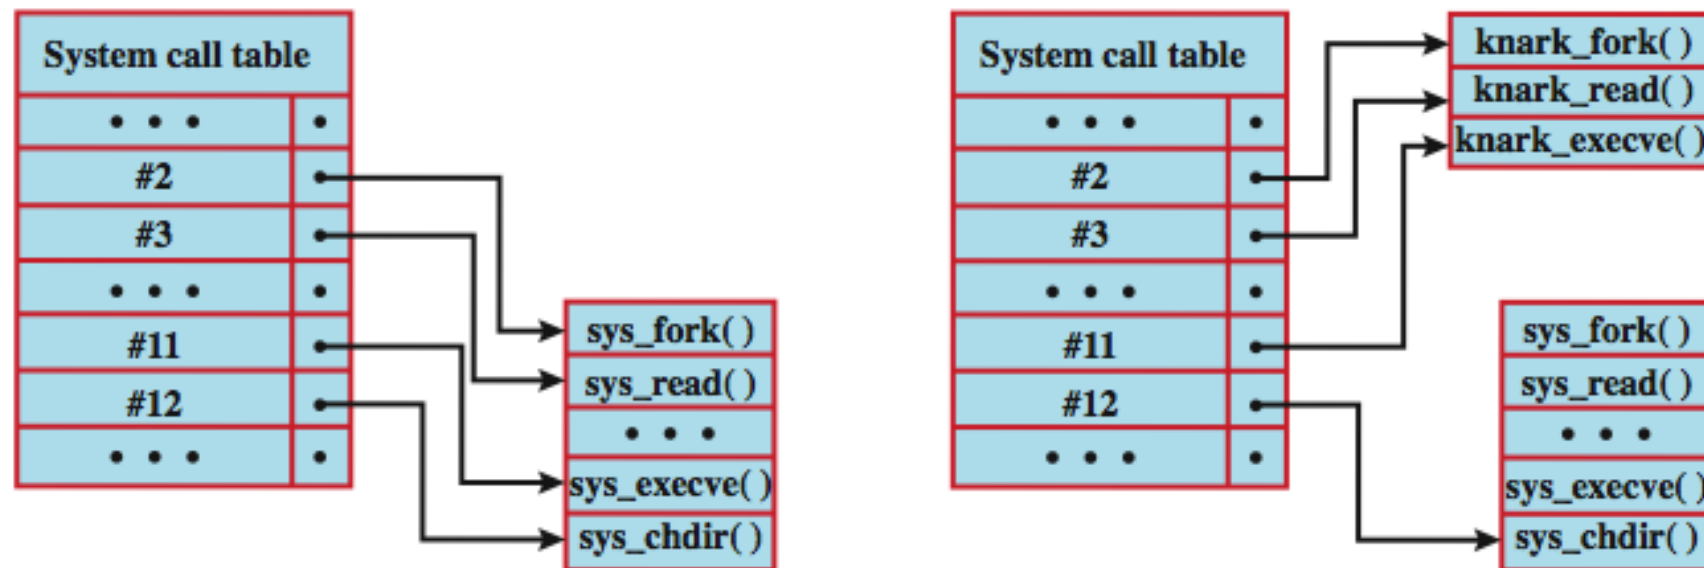 System call table
• • •
#2
#3
• • •
#11
#12
• • •
sys_fork( )
sys_read( )
• • •
sys_execve( )
sys_chdir( )
System call table
• • •
#2
#3
• • •
#11
#12
• • •
knark_fork( )
knark_read( )
knark_execve( )
sys_fork( )
sys_read( )
• • •
sys_execve( )
sys_chdir( )